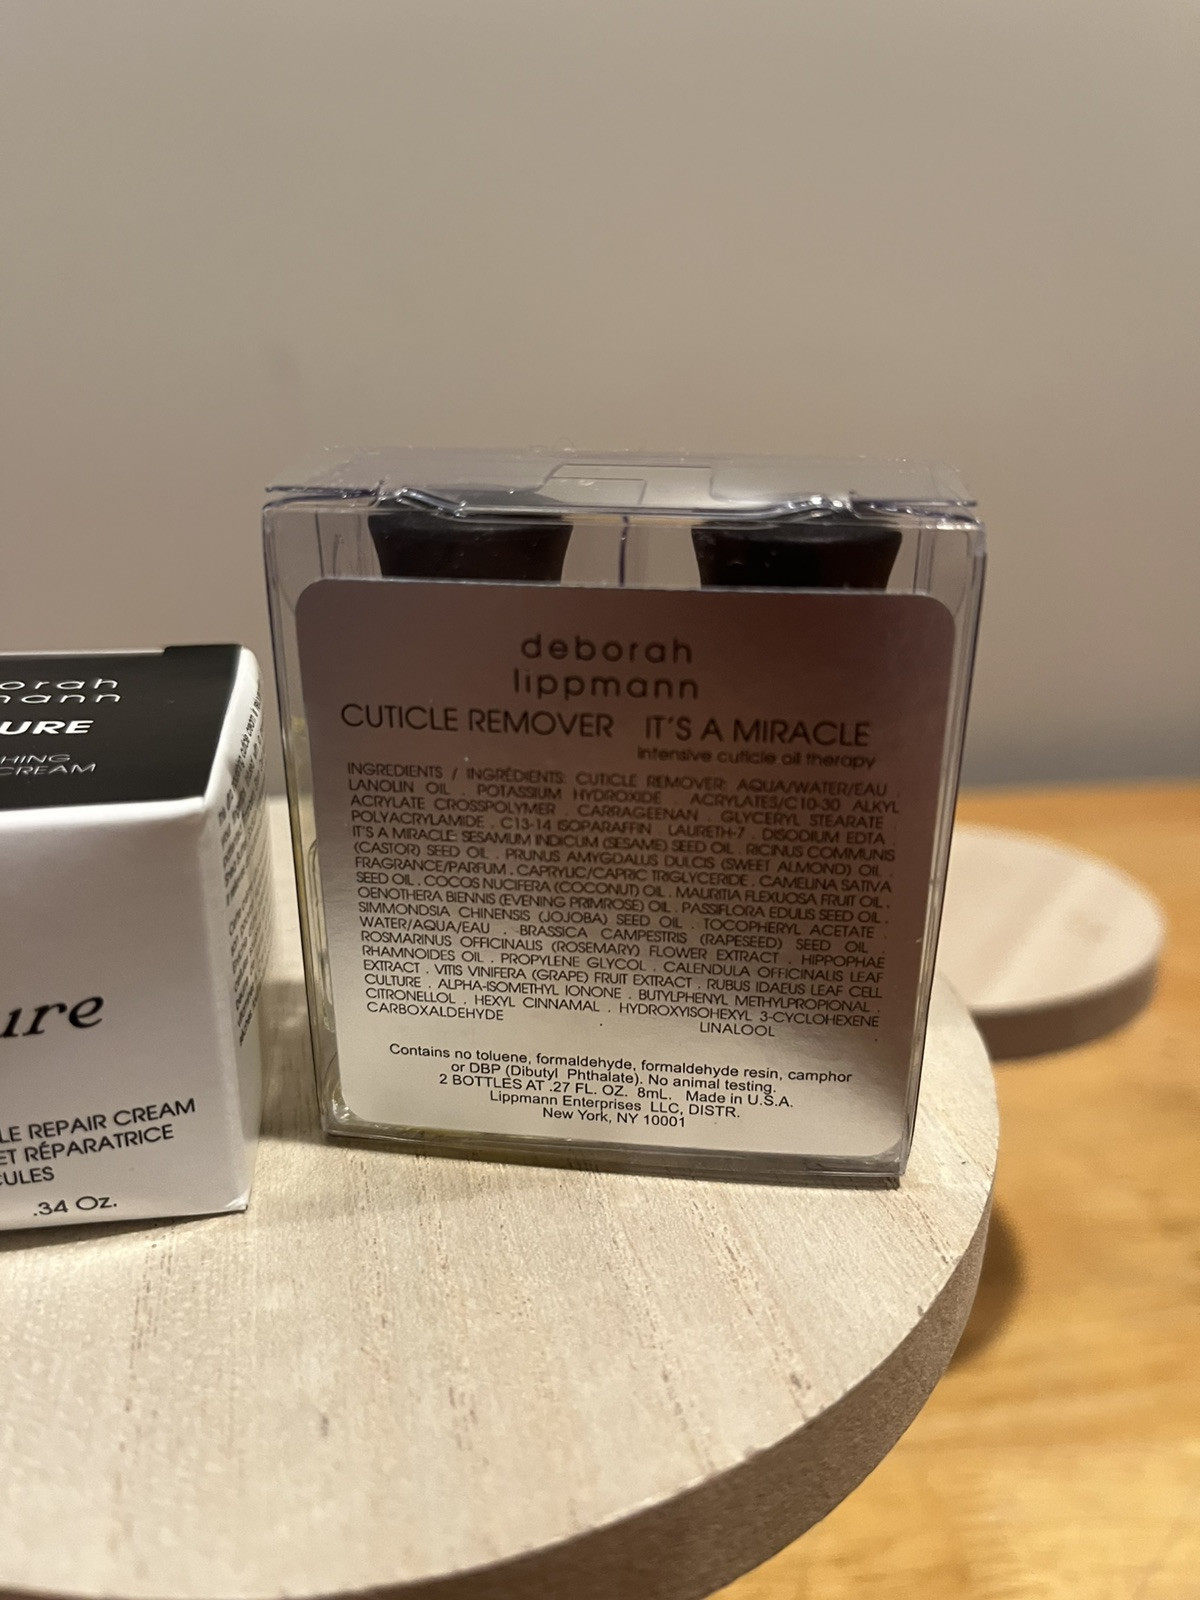 orah
mann
URE
HING
CREAM
ure
LE REPAIR CREAM
ET RÉPARATRICE
CULES
.34 Oz.
deborah
lippmann
CUTICLE REMOVER IT'S A MIRACLE
intensive cuticle oil therapy
INGREDIENTS / INGRÉDIENTS: CUTICLE REMOVER: AQUA/WATER/EAU .
LANOLIN OIL . POTASSIUM HYDROXIDE . ACRYLATES/C10-30 ALKYL
ACRYLATE CROSSPOLYMER . CARRAGEENAN . GLYCERYL STEARATE .
POLYACRYLAMIDE . C13-14 ISOPARAFFIN . LAURETH-7 . DISODIUM EDTA .
IT'S A MIRACLE: SESAMUM INDICUM (SESAME) SEED OIL . RICINUS COMMUNIS
(CASTOR) SEED OIL . PRUNUS AMYGDALUS DULCIS (SWEET ALMOND) OIL .
FRAGRANCE/PARFUM . CAPRYLIC/CAPRIC TRIGLYCERIDE . CAMELINA SATIVA
SEED OIL . COCOS NUCIFERA (COCONUT) OIL . MAURITIA FLEXUOSA FRUIT OIL .
OENOTHERA BIENNIS (EVENING PRIMROSE) OIL . PASSIFLORA EDULIS SEED OIL .
SIMMONDSIA CHINENSIS (JOJOBA) SEED OIL . TOCOPHERYL ACETATE .
WATER/AQUA/EAU . BRASSICA CAMPESTRIS (RAPESEED) SEED OIL .
ROSMARINUS OFFICINALIS (ROSEMARY) FLOWER EXTRACT . HIPPOPHAE
RHAMNOIDES OIL . PROPYLENE GLYCOL . CALENDULA OFFICINALIS LEAF
EXTRACT . VITIS VINIFERA (GRAPE) FRUIT EXTRACT . RUBUS IDAEUS LEAF CELL
CULTURE . ALPHA-ISOMETHYL IONONE . BUTYLPHENYL METHYLPROPIONAL .
CITRONELLOL . HEXYL CINNAMAL . HYDROXYISOHEXYL 3-CYCLOHEXENE
CARBOXALDEHYDE . LINALOOL .
Contains no toluene, formaldehyde, formaldehyde resin, camphor
or DBP (Dibutyl Phthalate). No animal testing.
2 BOTTLES AT .27 FL. OZ. 8mL. Made in U.S.A.
Lippmann Enterprises LLC, DISTR.
New York, NY 10001